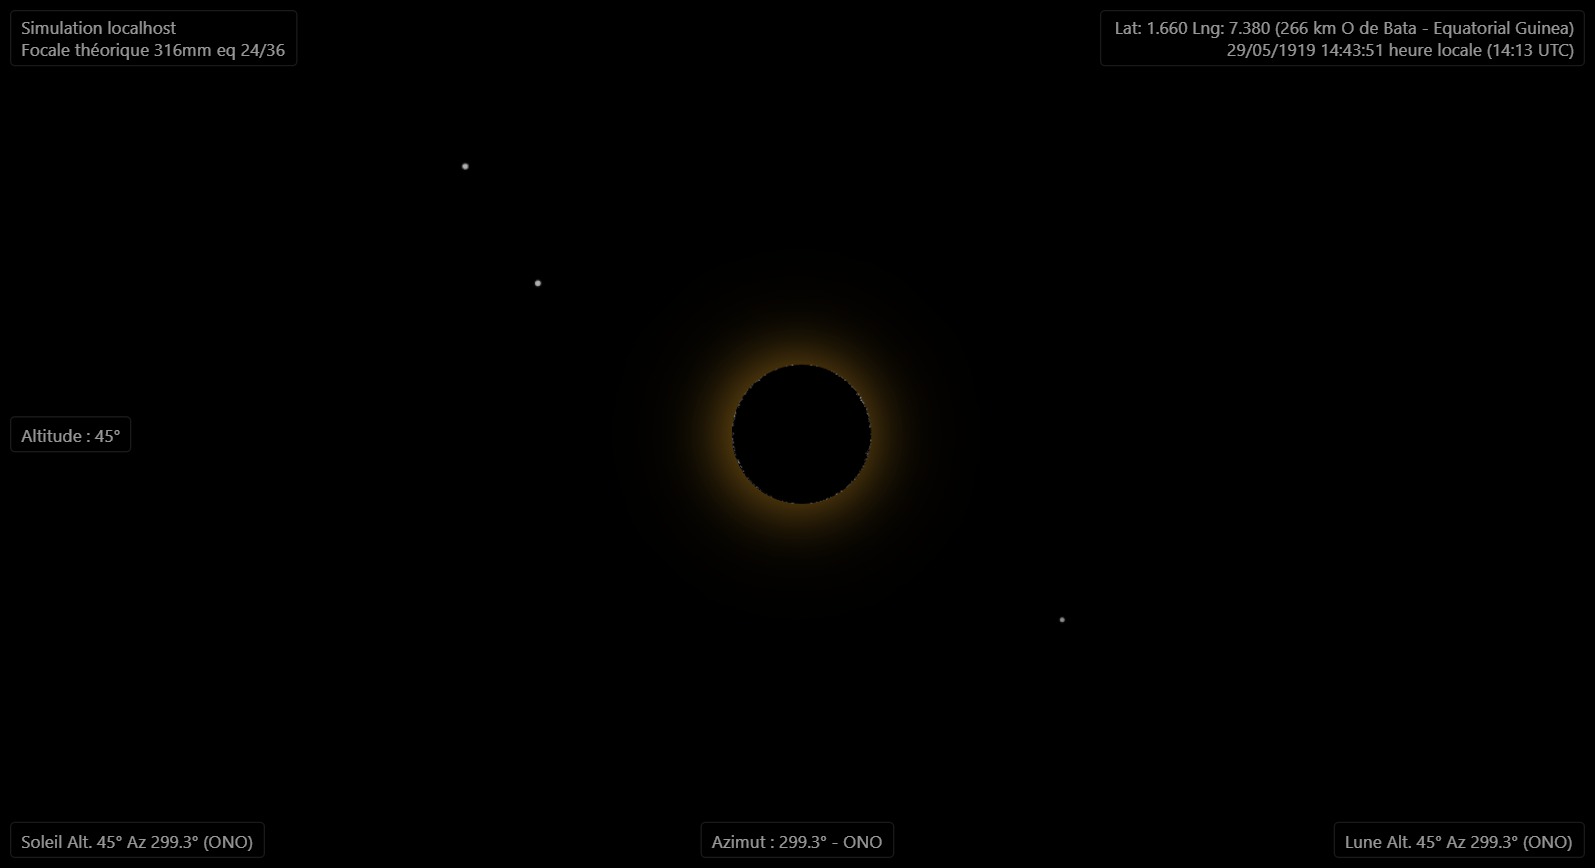 Simulation localhost
Focale théorique 316mm eq 24/36
Lat: 1.660 Lng: 7.380 (266 km O de Bata - Equatorial Guinea)
29/05/1919 14:43:51 heure locale (14:13 UTC)
Altitude : 45°
Soleil Alt. 45° Az 299.3° (ONO)
Azimut : 299.3° - ONO
Lune Alt. 45° Az 299.3° (ONO)